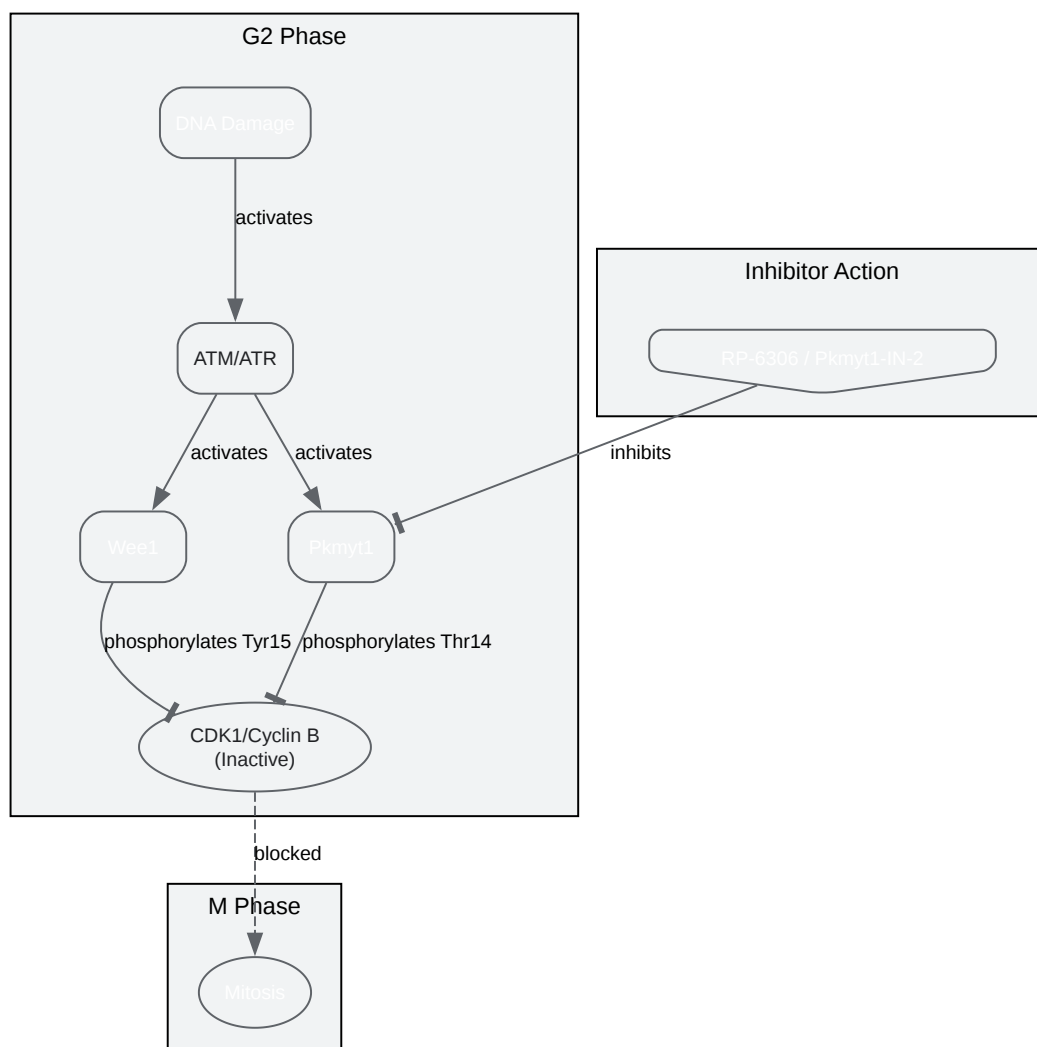 G2 Phase
DNA Damage
activates
Inhibitor Action
RP-6306 / Pkmyt1-IN-2
ATM/ATR
inhibits
activates
activates
Wee1
Pkmyt1
phosphorylates Tyr15
phosphorylates Thr14
CDK1/Cyclin B
(Inactive)
blocked
M Phase
Mitosis